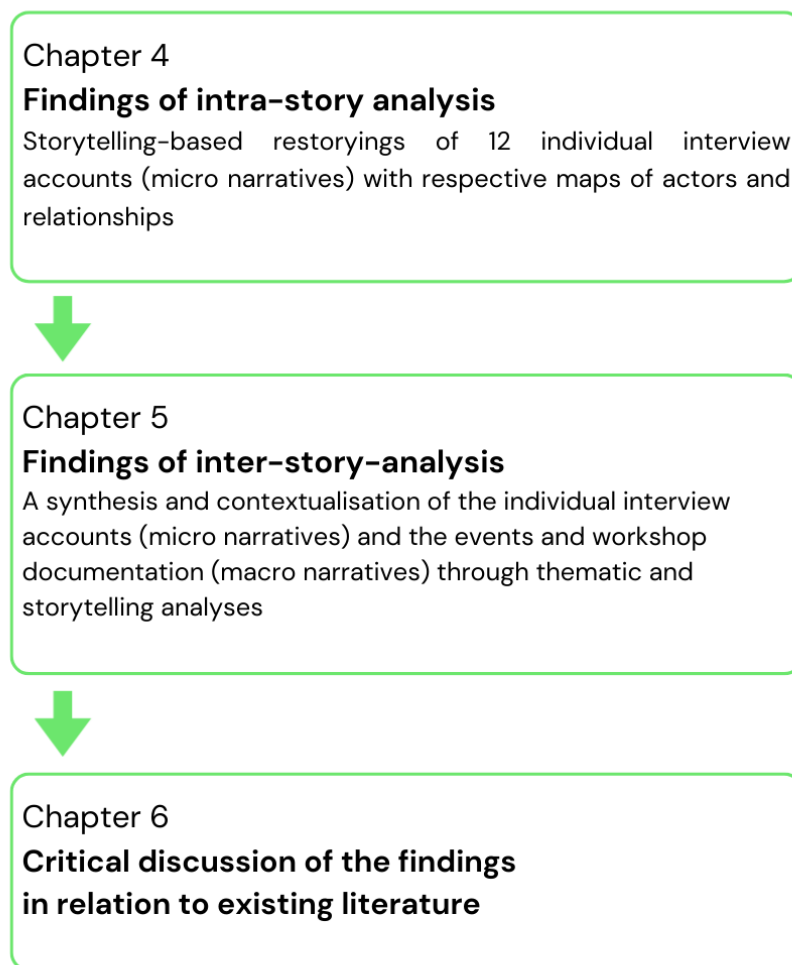 Chapter 4
Findings of intra-story analysis
Storytelling-based restoryings of 12 individual interview
accounts (micro narratives) with respective maps of actors and
relationships
Chapter 5
Findings of inter-story-analysis
A synthesis and contextualisation of the individual interview
accounts (micro narratives) and the events and workshop
documentation (macro narratives) through thematic and
storytelling analyses
Chapter 6
Critical discussion of the findings
in relation to existing literature